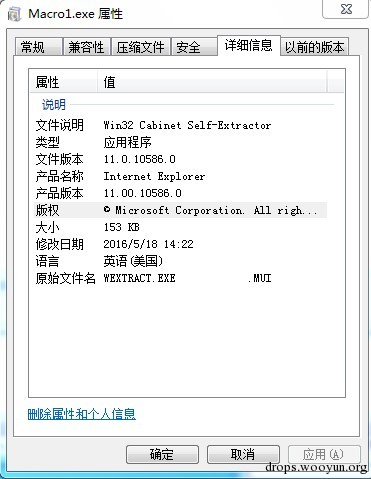 Macro1.exe 属性
常规 兼容性 压缩文件 安全 详细信息 以前的版本
属性 值
说明
文件说明 Win32 Cabinet Self-Extractor
类型 应用程序
文件版本 11.0.10586.0
产品名称 Internet Explorer
产品版本 11.00.10586.0
版权 © Microsoft Corporation. All righ...
大小 153 KB
修改日期 2016/5/18 14:22
语言 英语(美国)
原始文件名 WEXTRACT.EXE .MUI
删除属性和个人信息
确定 取消 应用(A)
drops.wooyun.org